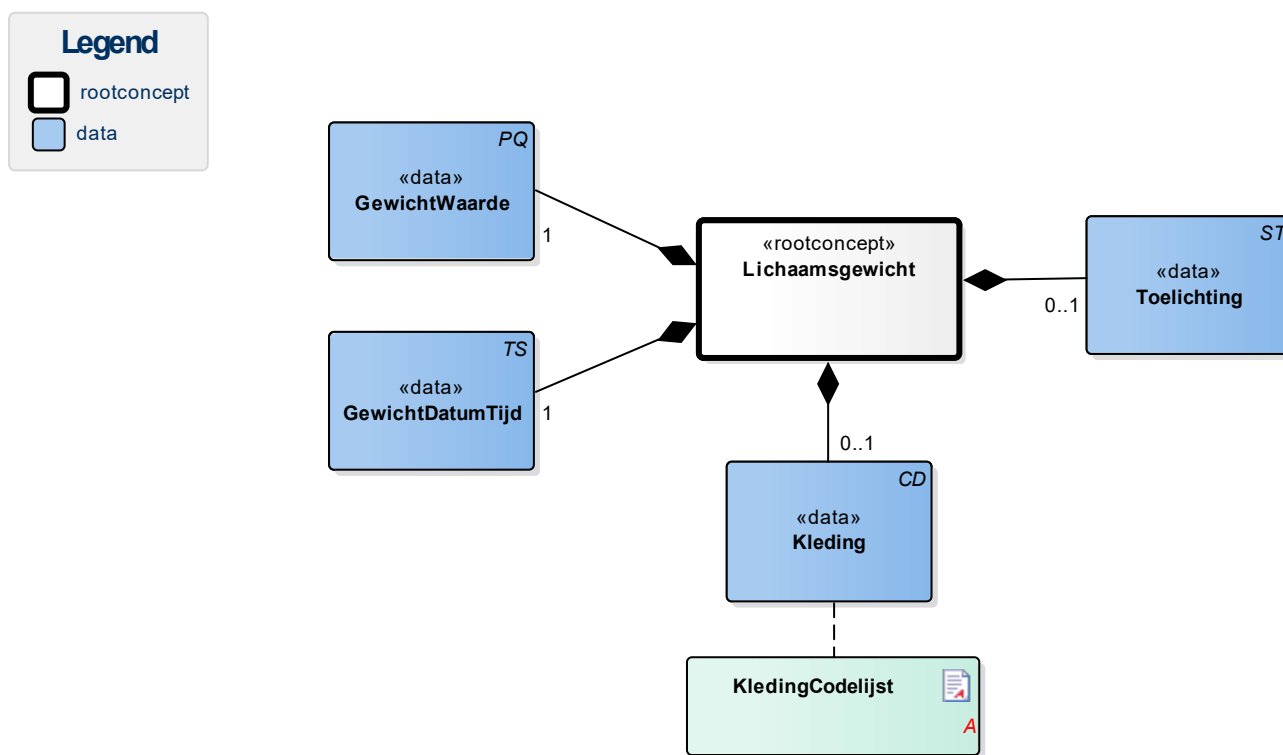 Legend
rootconcept
data
PQ
«data»
GewichtWaarde
1
«rootconcept»
Lichaamsgewicht
ST
«data»
Toelichting
0..1
TS
«data»
GewichtDatumTijd
1
0..1
CD
«data»
Kleding
KledingCodelijst
A